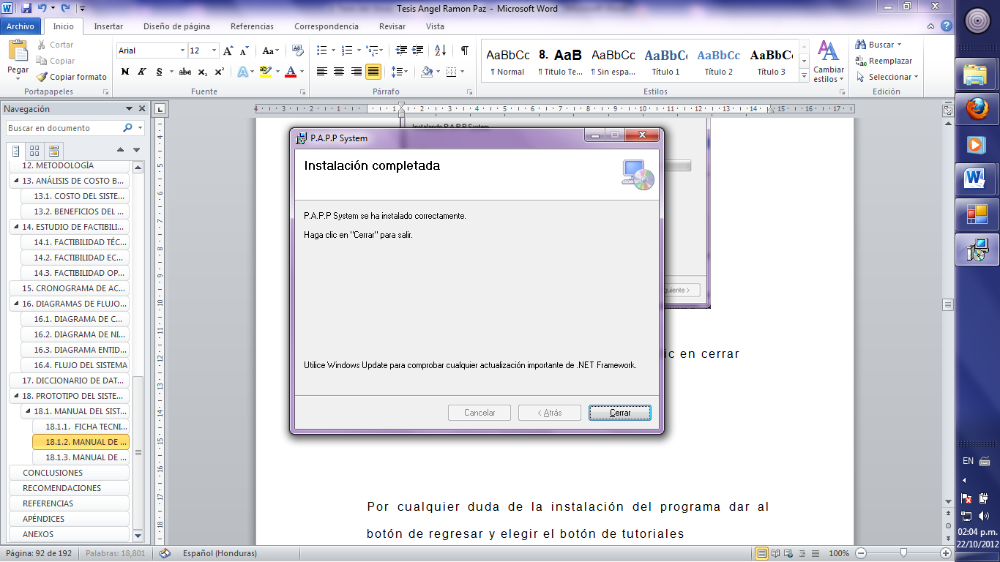 Tesis Angel Ramon Paz - Microsoft Word
Archivo Inicio Insertar Diseño de página Referencias Correspondencia Revisar Vista
Pegar
Cortar
Copiar
Copiar formato
Portapapeles
Arial 12
N K S abc x₂ x²
Fuente
Párrafo
AaBbCc 8. AaB AaBbCc AaBbCc AaBbCc AaBbCc
¶ Normal ¶ Titulo Te... ¶ Sin espa... Título 1 Título 2 Título 3
Cambiar estilos
Estilos
Buscar
Reemplazar
Seleccionar
Edición
Navegación
Buscar en documento
12. METODOLOGÍA
13. ANÁLISIS DE COSTO B...
13.1. COSTO DEL SISTE...
13.2. BENEFICIOS DEL ...
14. ESTUDIO DE FACTIBILI...
14.1. FACTIBILIDAD TÉC...
14.2. FACTIBILIDAD EC...
14.3. FACTIBILIDAD OP...
15. CRONOGRAMA DE AC...
16. DIAGRAMAS DE FLUJO...
16.1. DIAGRAMA DE C...
16.2. DIAGRAMA DE NI...
16.3. DIAGRAMA ENTID...
16.4. FLUJO DEL SISTEMA
17. DICCIONARIO DE DAT...
18. PROTOTIPO DEL SISTE...
18.1. MANUAL DEL SIST...
18.1.1. FICHA TECNI...
18.1.2. MANUAL DE ...
18.1.3. MANUAL DE ...
CONCLUSIONES
RECOMENDACIONES
REFERENCIAS
APÉNDICES
ANEXOS
P.A.P.P System
Instalación completada
P.A.P.P System se ha instalado correctamente.
Haga clic en "Cerrar" para salir.
Utilice Windows Update para comprobar cualquier actualización importante de .NET Framework.
Cancelar < Atrás Cerrar
ic en cerrar
Por cualquier duda de la instalación del programa dar al
botón de regresar y elegir el botón de tutoriales
Página: 92 de 192 Palabras: 18,801 Español (Honduras) 100%
EN
02:04 p.m.
22/10/2012